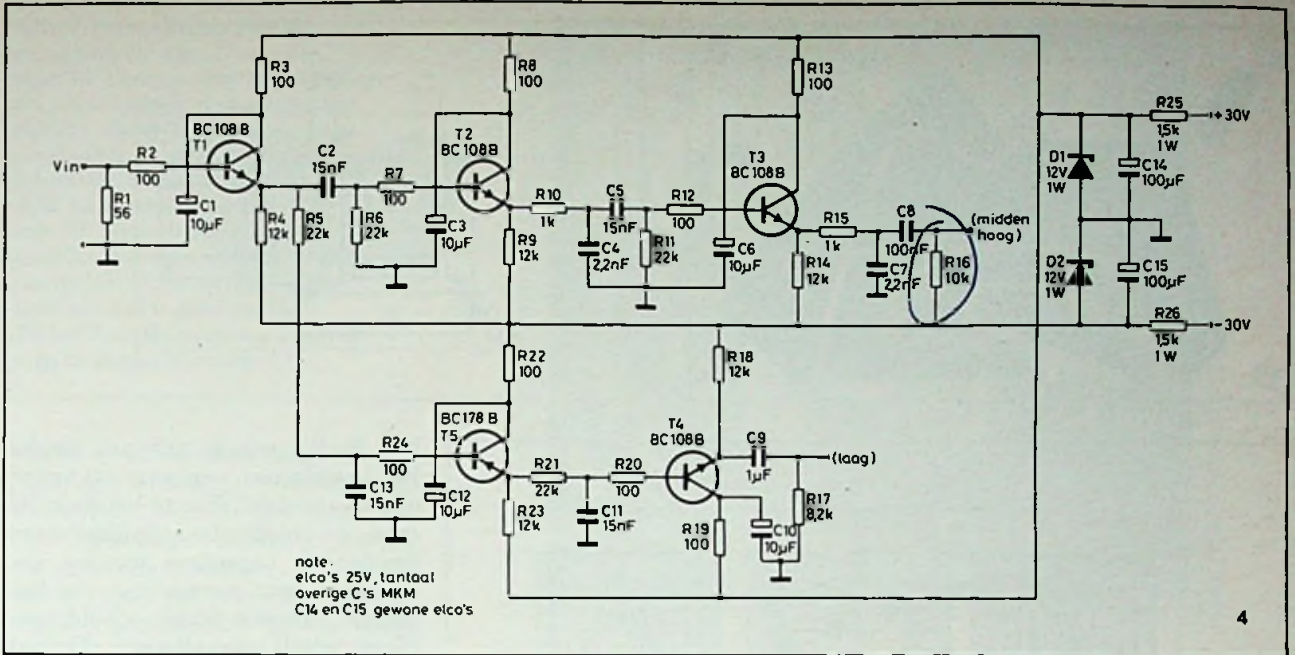 R3
100
R8
100
R13
100
BC108B
T1
T2
BC108B
T3
BC108B
Vin
R2
100
R1
56
C1
10µF
C2
15nF
R4
12k
R5
22k
R6
22k
R7
100
C3
10µF
R9
12k
R10
1k
C4
2,2nF
C5
15nF
R11
22k
R12
100
C6
10µF
R14
12k
R15
1k
C7
2,2nF
C8
100nF
R16
10k
(midden
hoog)
D1
12V
1W
D2
12V
1W
C14
100µF
C15
100µF
R25
1,5k
1W
+30V
R26
1,5k
1W
-30V
R22
100
BC178B
T5
R24
100
C13
15nF
C12
10µF
R23
12k
R21
22k
C11
15nF
R20
100
T4
BC108B
R18
12k
R19
100
C9
1µF
C10
10µF
R17
8,2k
(laag)
note.
elco's 25V, tantaal
overige C's MKM
C14 en C15 gewone elco's
4